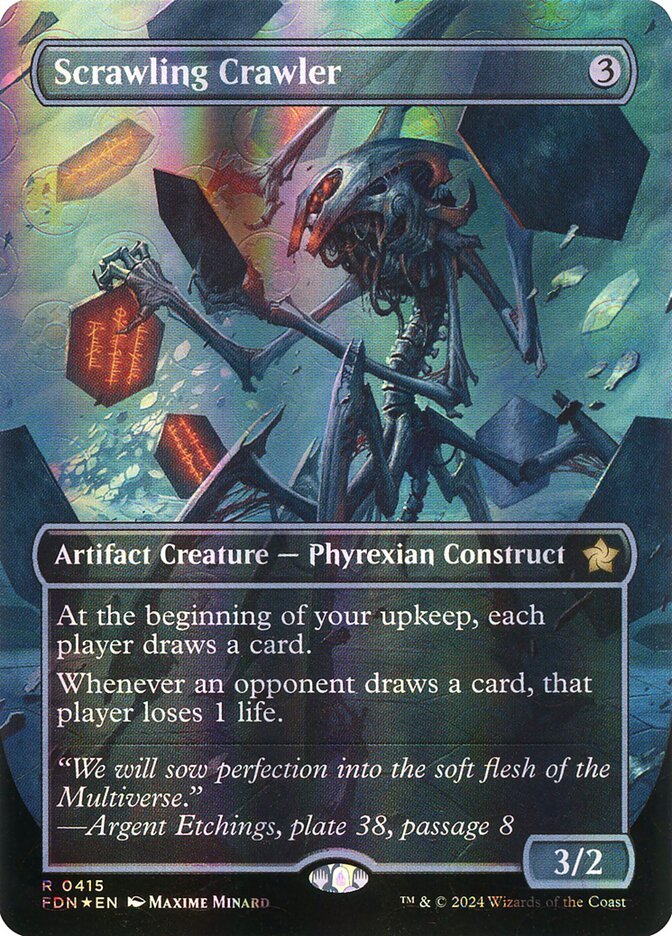 Scrawling Crawler 3
Artifact Creature — Phyrexian Construct
At the beginning of your upkeep, each
player draws a card.
Whenever an opponent draws a card, that
player loses 1 life.
“We will sow perfection into the soft flesh of the
Multiverse.”
—Argent Etchings, plate 38, passage 8
3/2
R 0415
FDN★EN Maxime Minard
™ & © 2024 Wizards of the Coast